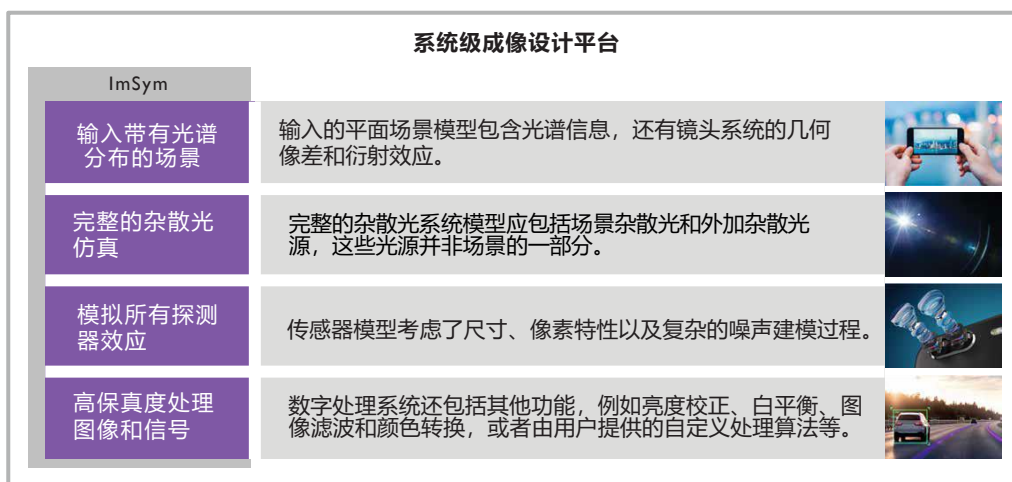 系统级成像设计平台
ImSym
输入带有光谱
分布的场景
输入的平面场景模型包含光谱信息，还有镜头系统的几何
像差和衍射效应。
完整的杂散光
仿真
完整的杂散光系统模型应包括场景杂散光和外加杂散光
源，这些光源并非场景的一部分。
模拟所有探测
器效应
传感器模型考虑了尺寸、像素特性以及复杂的噪声建模过程。
高保真度处理
图像和信号
数字处理系统还包括其他功能，例如亮度校正、白平衡、图
像滤波和颜色转换，或者由用户提供的自定义处理算法等。